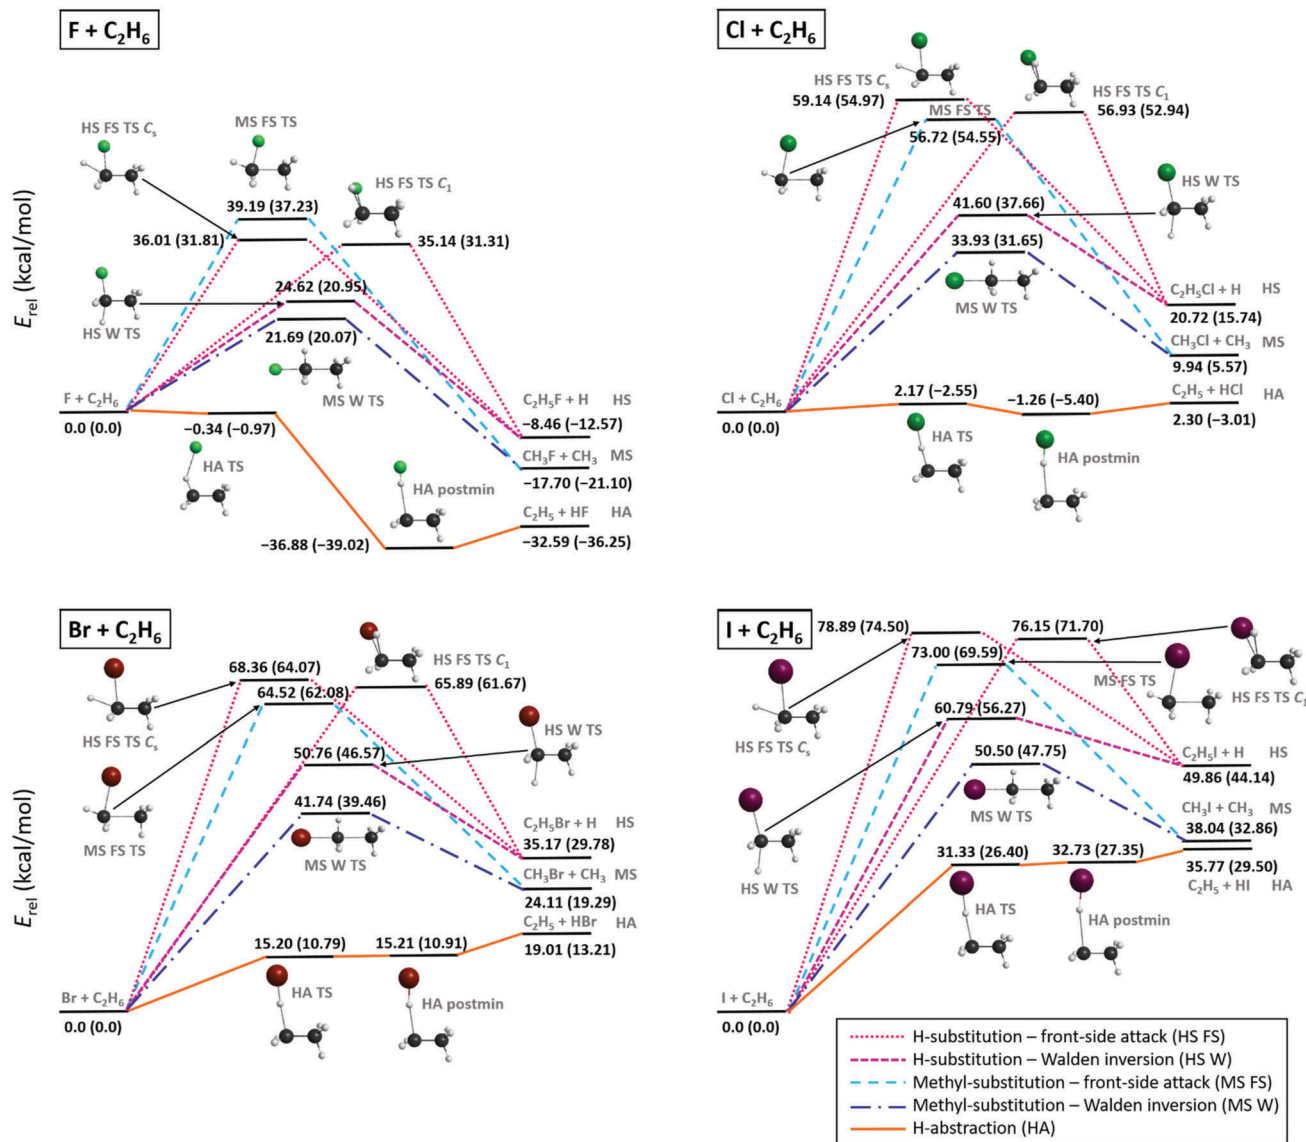 F + C2H6
HS FS TS Cs
MS FS TS
HS FS TS C1
39.19 (37.23)
36.01 (31.81)
35.14 (31.31)
24.62 (20.95)
HS W TS
21.69 (20.07)
MS W TS
Erel (kcal/mol)
F + C2H6
0.0 (0.0)
−0.34 (−0.97)
HA TS
C2H5F + H HS
−8.46 (−12.57)
CH3F + CH3 MS
−17.70 (−21.10)
HA postmin
−36.88 (−39.02)
C2H5 + HF HA
−32.59 (−36.25)
Cl + C2H6
HS FS TS Cs
59.14 (54.97)
MS FS TS
56.72 (54.55)
HS FS TS C1
56.93 (52.94)
HS W TS
41.60 (37.66)
33.93 (31.65)
MS W TS
C2H5Cl + H HS
20.72 (15.74)
CH3Cl + CH3 MS
9.94 (5.57)
Cl + C2H6
0.0 (0.0)
2.17 (−2.55)
HA TS
−1.26 (−5.40)
HA postmin
C2H5 + HCl HA
2.30 (−3.01)
Br + C2H6
68.36 (64.07)
HS FS TS C1
65.89 (61.67)
64.52 (62.08)
HS FS TS Cs
HS W TS
50.76 (46.57)
MS FS TS
41.74 (39.46)
MS W TS
Erel (kcal/mol)
C2H5Br + H HS
35.17 (29.78)
CH3Br + CH3 MS
24.11 (19.29)
C2H5 + HBr HA
19.01 (13.21)
15.20 (10.79)
15.21 (10.91)
HA TS
HA postmin
Br + C2H6
0.0 (0.0)
I + C2H6
78.89 (74.50)
76.15 (71.70)
73.00 (69.59)
MS FS TS
HS FS TS C1
HS FS TS Cs
60.79 (56.27)
50.50 (47.75)
MS W TS
HS W TS
C2H5I + H HS
49.86 (44.14)
CH3I + CH3 MS
38.04 (32.86)
31.33 (26.40)
32.73 (27.35)
35.77 (29.50)
C2H5 + HI HA
HA TS
HA postmin
I + C2H6
0.0 (0.0)
H-substitution – front-side attack (HS FS)
H-substitution – Walden inversion (HS W)
Methyl-substitution – front-side attack (MS FS)
Methyl-substitution – Walden inversion (MS W)
H-abstraction (HA)